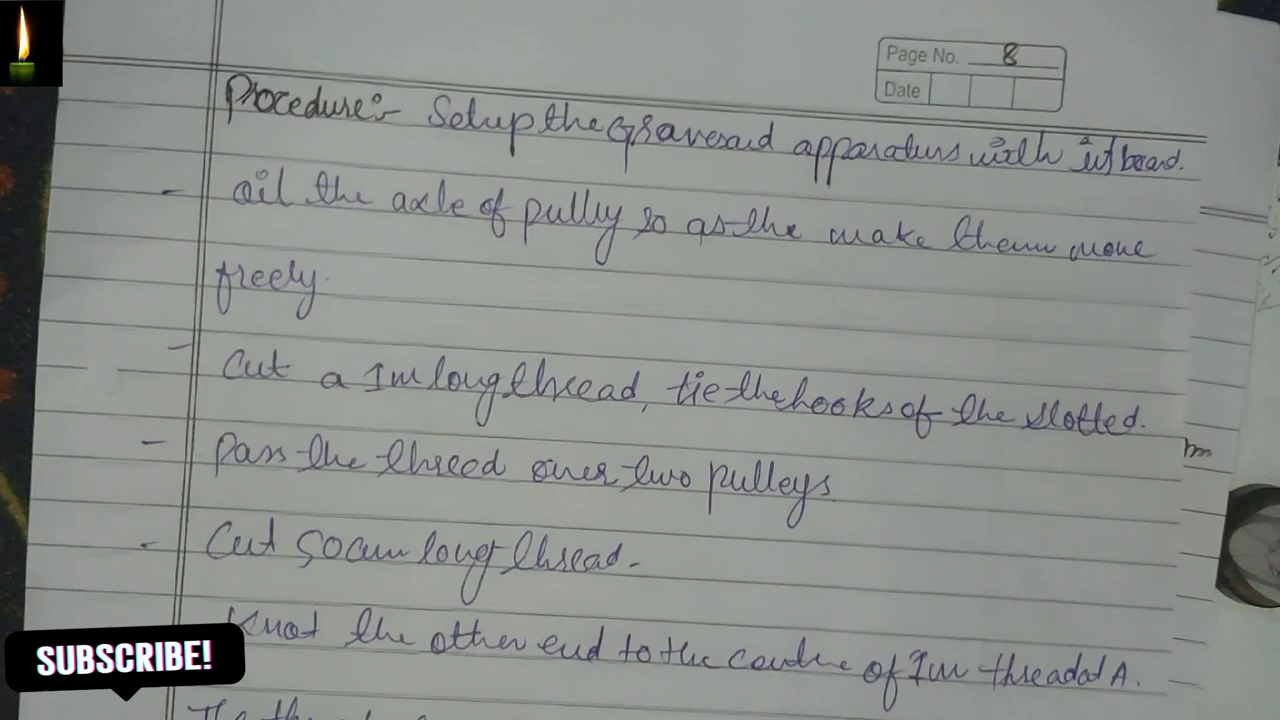 Page No. 8
Date
Procedure:- Setup the Gravesand apparatus with its board.
- oil the axle of pully so as the make them move
freely.
- Cut a 1m long thread, tie the hooks of the slotted.
m
- Pass the thread over two pulleys
- Cut 50cm long thread.
Knot the other end to the centre of 1m thread at A.
SUBSCRIBE!